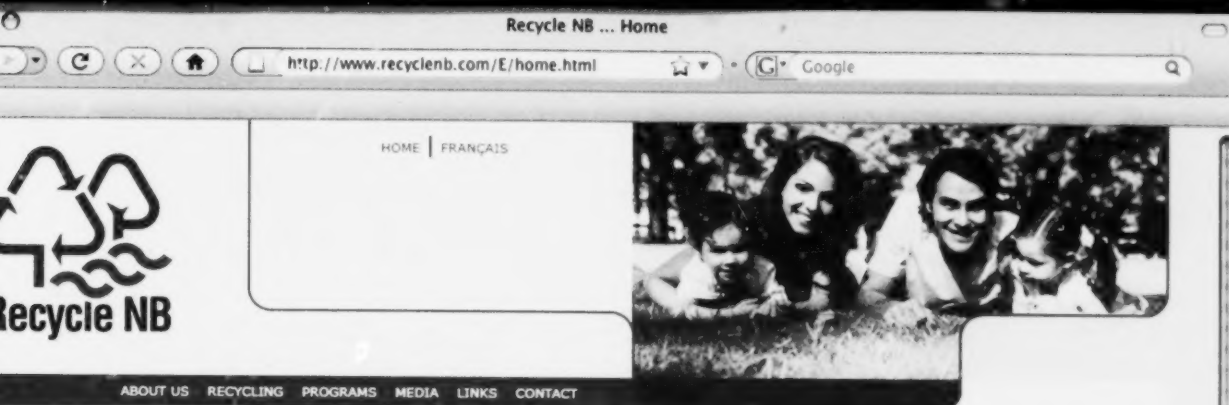 Recycle NB ... Home
http://www.recyclenb.com/E/home.html
G Google
HOME | FRANÇAIS
Recycle NB
ABOUT US RECYCLING PROGRAMS MEDIA LINKS CONTACT